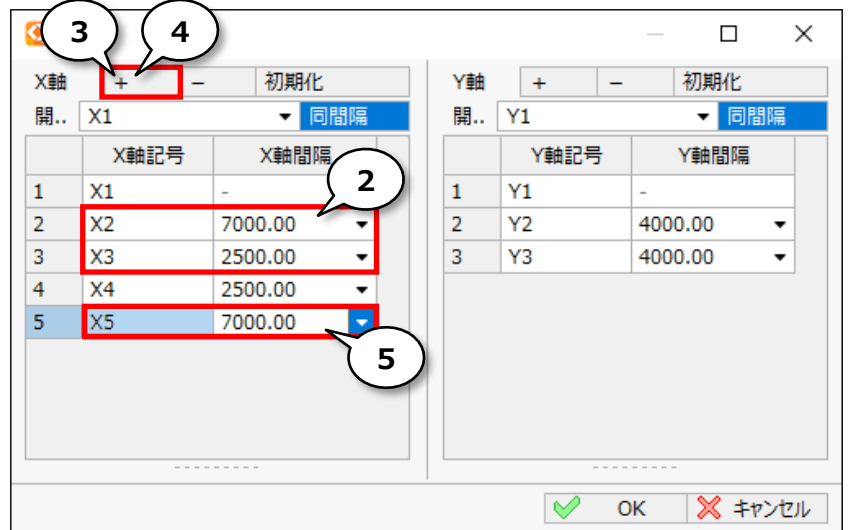 3 4
X軸 + − 初期化
開.. X1 同間隔
X軸記号 X軸間隔
2
1 X1 -
2 X2 7000.00
3 X3 2500.00
4 X4 2500.00
5 X5 7000.00
5
Y軸 + − 初期化
開.. Y1 同間隔
Y軸記号 Y軸間隔
1 Y1 -
2 Y2 4000.00
3 Y3 4000.00
OK キャンセル